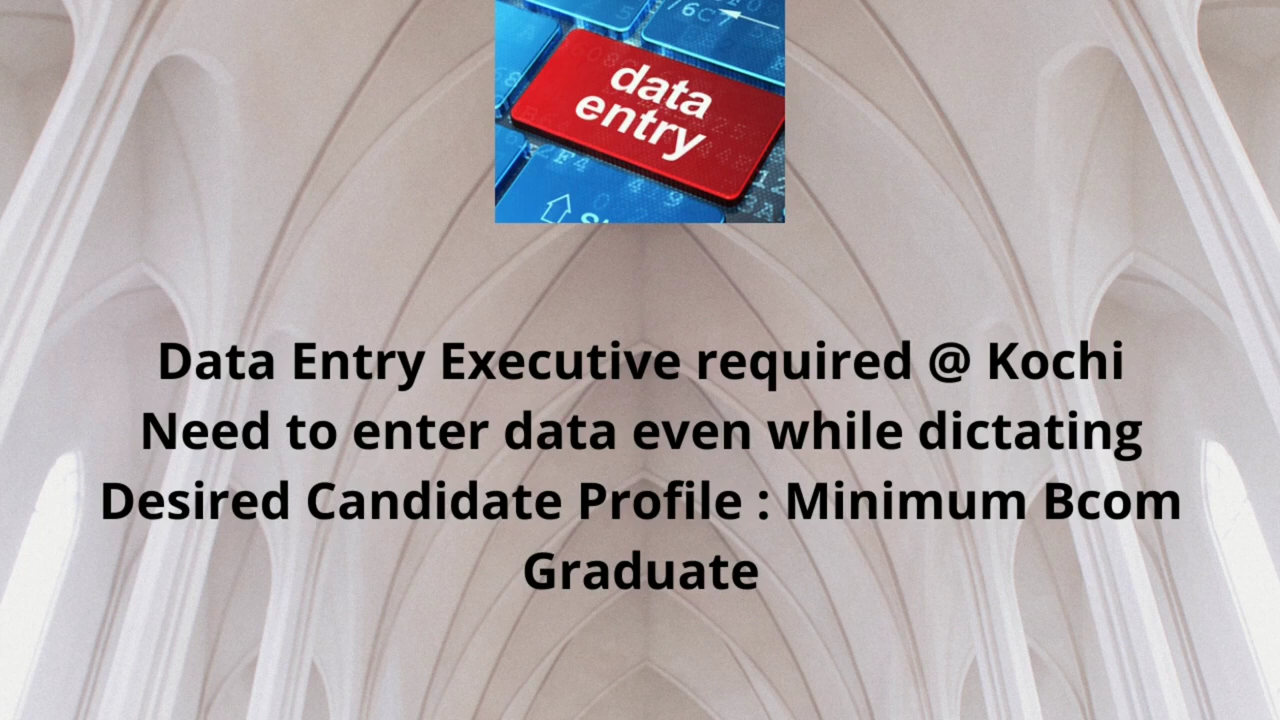 data
entry
Data Entry Executive required @ Kochi
Need to enter data even while dictating
Desired Candidate Profile : Minimum Bcom
Graduate